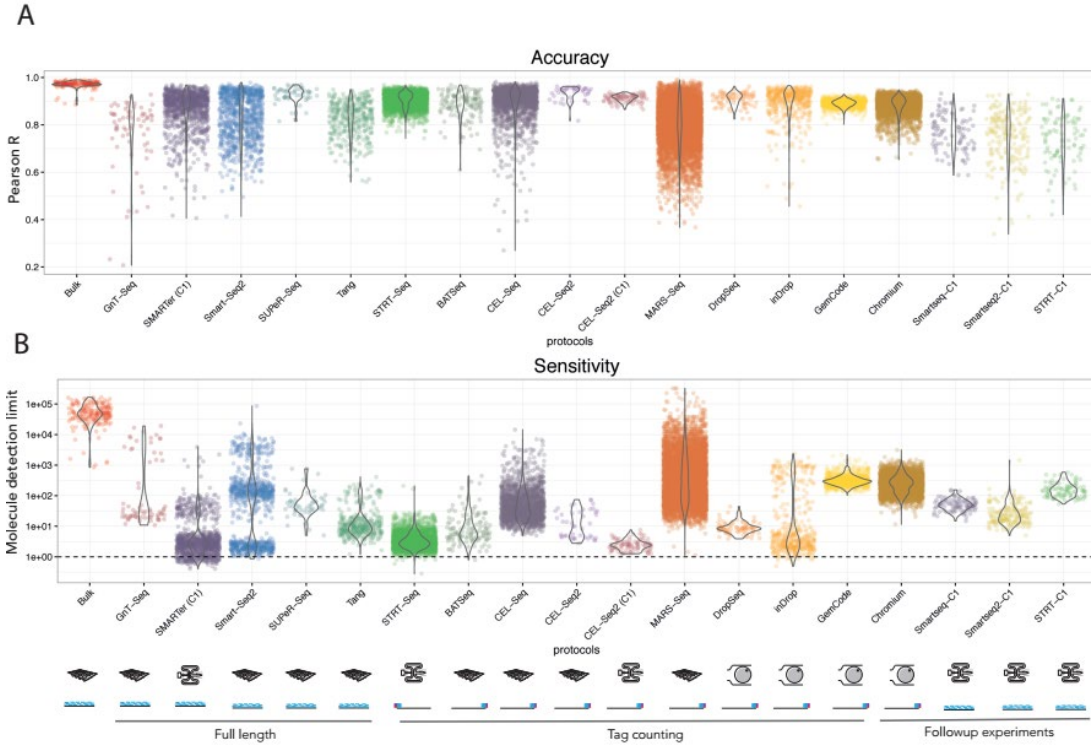 A
Accuracy
Pearson R
1.0
0.8
0.6
0.4
0.2
Bulk
GnT-Seq
SMARTer (C1)
Smart-Seq2
SUPeR-Seq
Tang
STRT-Seq
BATSeq
CEL-Seq
CEL-Seq2
CEL-Seq2 (C1)
MARS-Seq
DropSeq
inDrop
GemCode
Chromium
Smartseq-C1
Smartseq2-C1
STRT-C1
protocols
B
Sensitivity
Molecule detection limit
1e+05
1e+04
1e+03
1e+02
1e+01
1e+00
Bulk
GnT-Seq
SMARTer (C1)
Smart-Seq2
SUPeR-Seq
Tang
STRT-Seq
BATSeq
CEL-Seq
CEL-Seq2
CEL-Seq2 (C1)
MARS-Seq
DropSeq
inDrop
GemCode
Chromium
Smartseq-C1
Smartseq2-C1
STRT-C1
protocols
Full length
Tag counting
Followup experiments